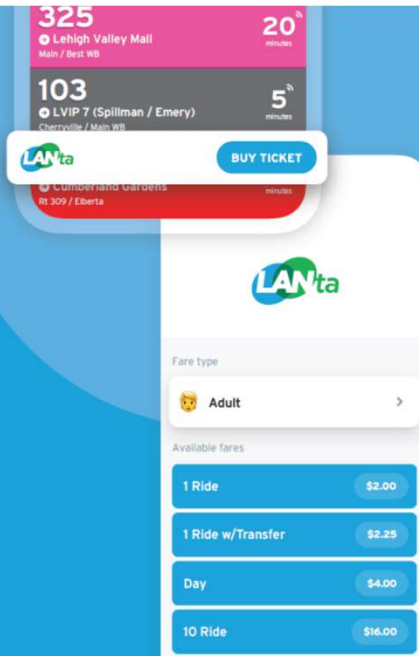 325
Lehigh Valley Mall
Main / Best WB
20
minutes
103
LVIP 7 (Spillman / Emery)
Cherryville / Main WB
5
minutes
LANta
BUY TICKET
Cumberland Gardens
Rt 309 / Elberta
minutes
LANta
Fare type
Adult
Available fares
1 Ride
$2.00
1 Ride w/Transfer
$2.25
Day
$4.00
10 Ride
$16.00